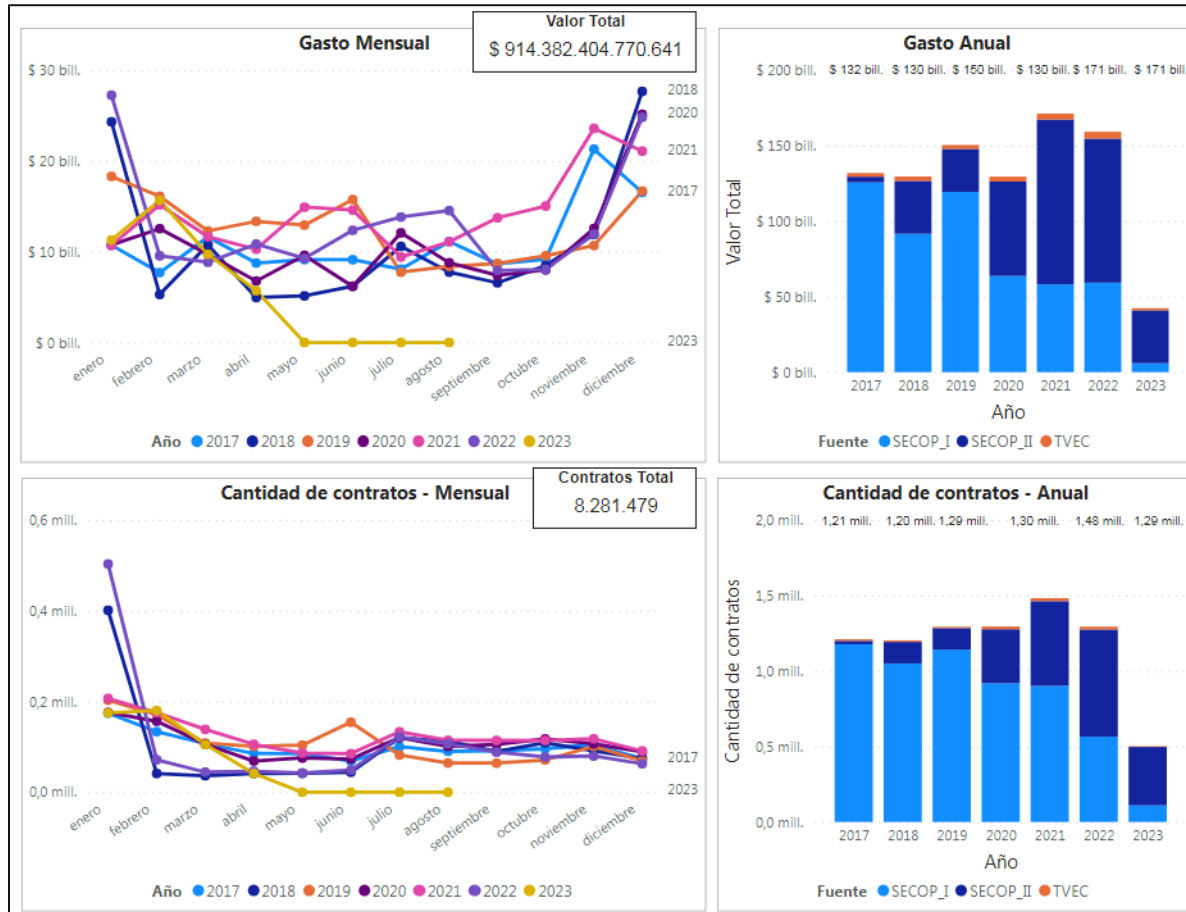 Gasto Mensual
Valor Total
$ 914.382.404.770.641
$ 30 bill.
$ 20 bill.
$ 10 bill.
$ 0 bill.
2018
2020
2021
2017
2023
enero
febrero
marzo
abril
mayo
junio
julio
agosto
septiembre
octubre
noviembre
diciembre
Año 2017 2018 2019 2020 2021 2022 2023
Gasto Anual
$ 132 bill. $ 130 bill. $ 150 bill. $ 130 bill. $ 171 bill. $ 171 bill.
$ 200 bill.
$ 150 bill.
$ 100 bill.
$ 50 bill.
$ 0 bill.
Valor Total
2017 2018 2019 2020 2021 2022 2023
Año
Fuente SECOP_I SECOP_II TVEC
Cantidad de contratos - Mensual
Contratos Total
8.281.479
0,6 mill.
0,4 mill.
0,2 mill.
0,0 mill.
2017
2023
enero
febrero
marzo
abril
mayo
junio
julio
agosto
septiembre
octubre
noviembre
diciembre
Año 2017 2018 2019 2020 2021 2022 2023
Cantidad de contratos - Anual
1,21 mill. 1,20 mill. 1,29 mill. 1,30 mill. 1,48 mill. 1,29 mill.
2,0 mill.
1,5 mill.
1,0 mill.
0,5 mill.
0,0 mill.
Cantidad de contratos
2017 2018 2019 2020 2021 2022 2023
Año
Fuente SECOP_I SECOP_II TVEC